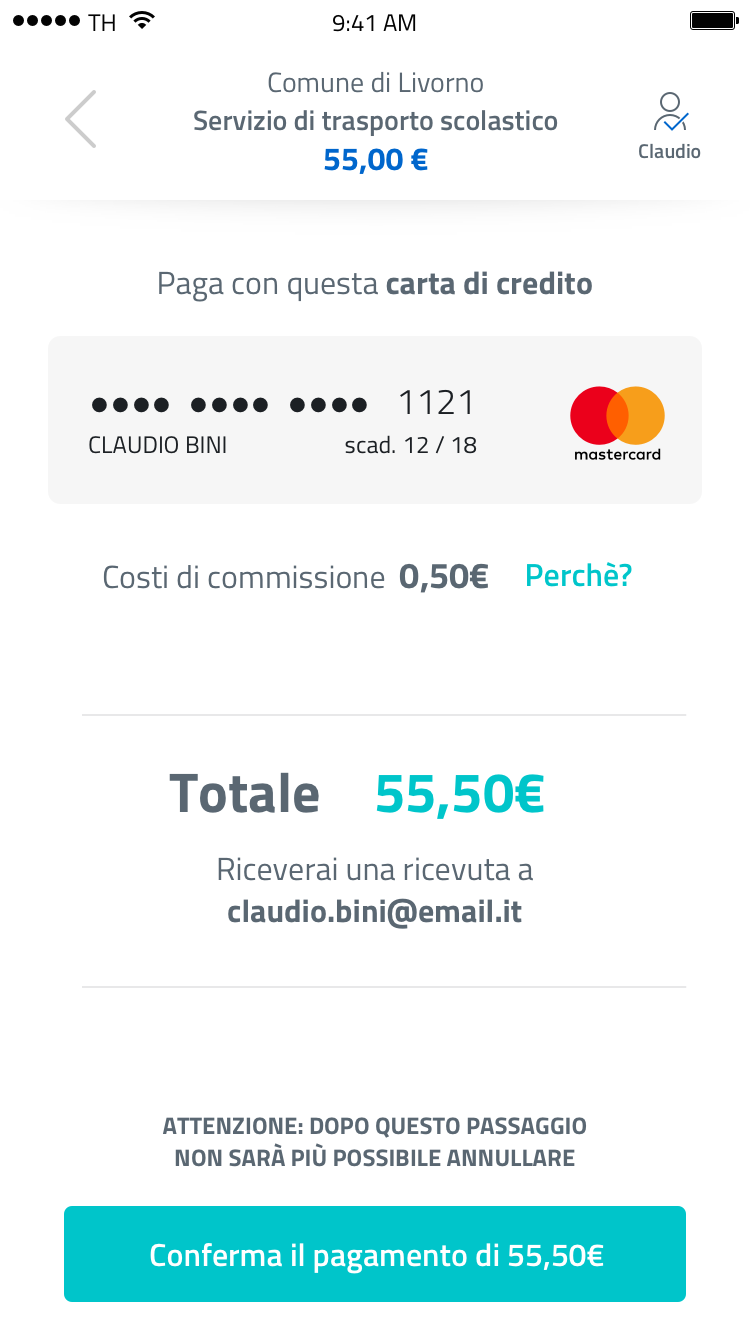 TH 9:41 AM
Comune di Livorno
Servizio di trasporto scolastico
55,00 €
Claudio
Paga con questa carta di credito
●●●● ●●●● ●●●● 1121
CLAUDIO BINI scad. 12 / 18
mastercard
Costi di commissione 0,50€ Perchè?
Totale 55,50€
Riceverai una ricevuta a
claudio.bini@email.it
ATTENZIONE: DOPO QUESTO PASSAGGIO
NON SARÀ PIÙ POSSIBILE ANNULLARE
Conferma il pagamento di 55,50€